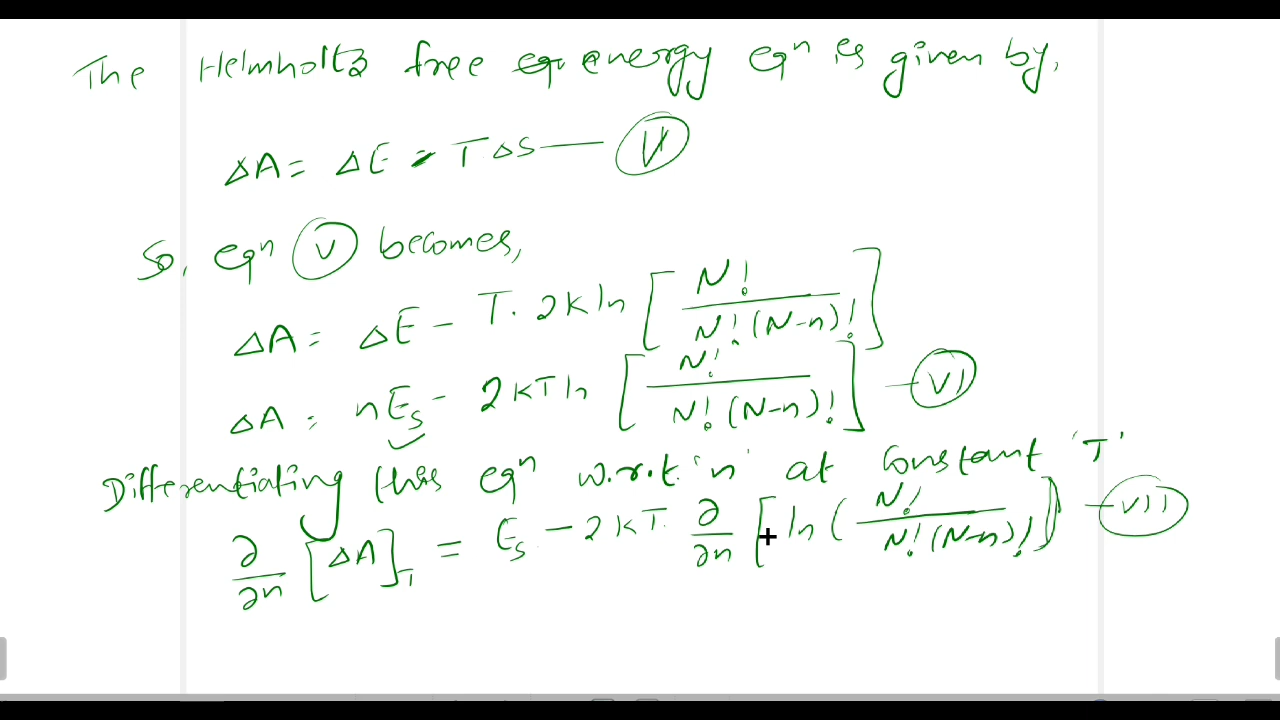 The Helmholtz free energy eqⁿ is given by,
ΔA = ΔE - TΔS — (V)
So, eqⁿ (V) becomes,
ΔA = ΔE - T. 2K ln [ N! / N! (N-n)! ]
ΔA = nEₛ - 2KT ln [ N! / N! (N-n)! ] — (VI)
Differentiating this eqⁿ w.r.t. 'n' at constant 'T'
∂/∂n [ΔA]_T = Eₛ - 2KT. ∂/∂n [ ln ( N! / N! (N-n)! ) ] — (VII)